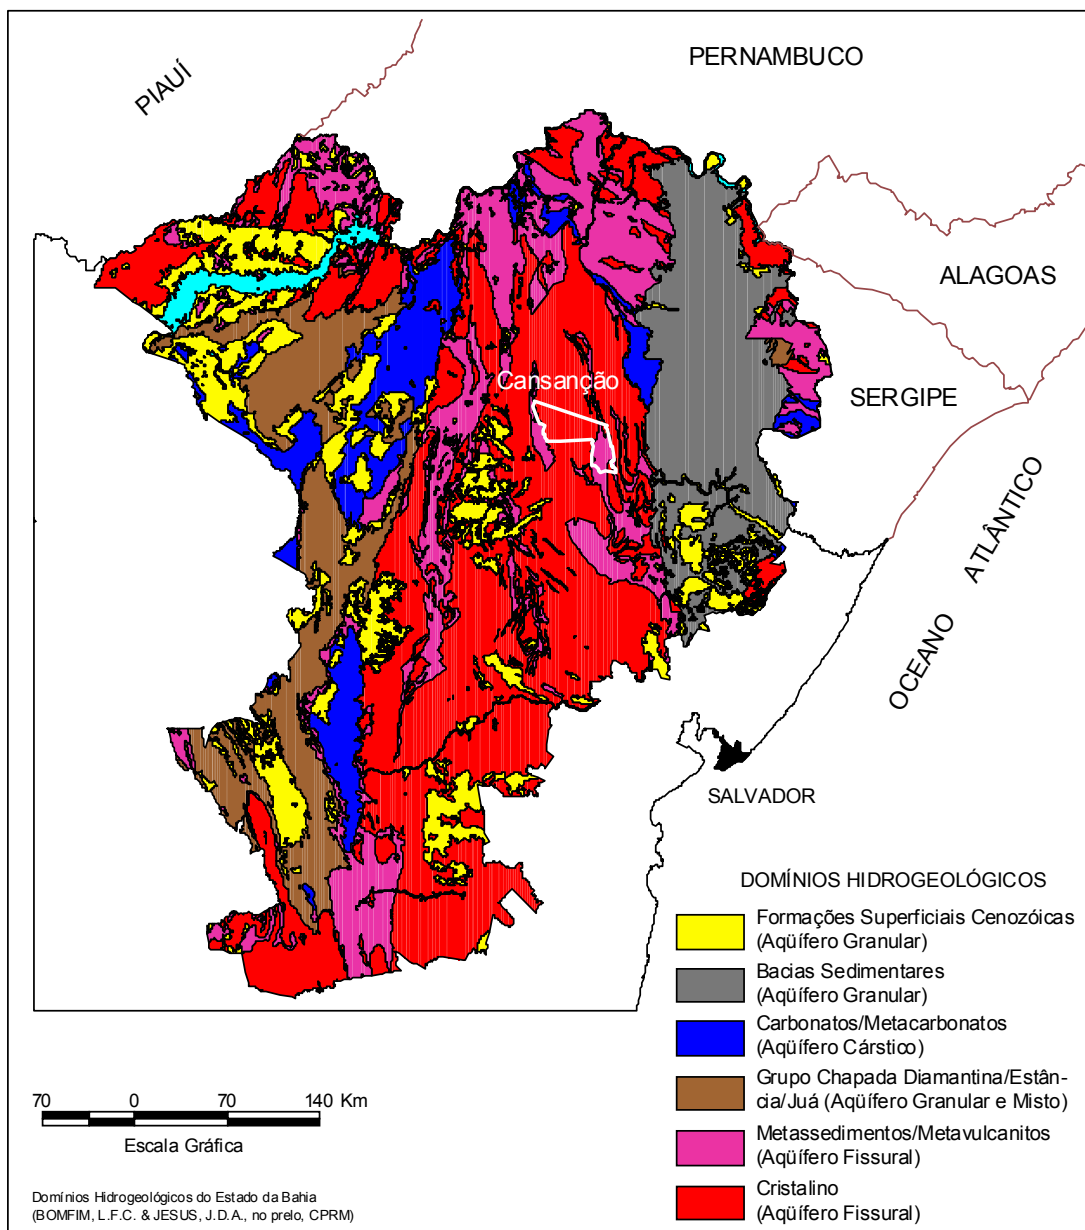 PERNAMBUCO
PIAUÍ
ALAGOAS
Cansanção
SERGIPE
OCEANO ATLÂNTICO
SALVADOR
DOMÍNIOS HIDROGEOLÓGICOS
Formações Superficiais Cenozóicas
(Aqüífero Granular)
Bacias Sedimentares
(Aqüífero Granular)
Carbonatos/Metacarbonatos
(Aqüífero Cárstico)
Grupo Chapada Diamantina/Estân-
cia/Juá (Aqüífero Granular e Misto)
Metassedimentos/Metavulcanitos
(Aqüífero Fissural)
Cristalino
(Aqüífero Fissural)
70 0 70 140 Km
Escala Gráfica
Domínios Hidrogeológicos do Estado da Bahia
(BOMFIM, L.F.C. & JESUS, J.D.A., no prelo, CPRM)